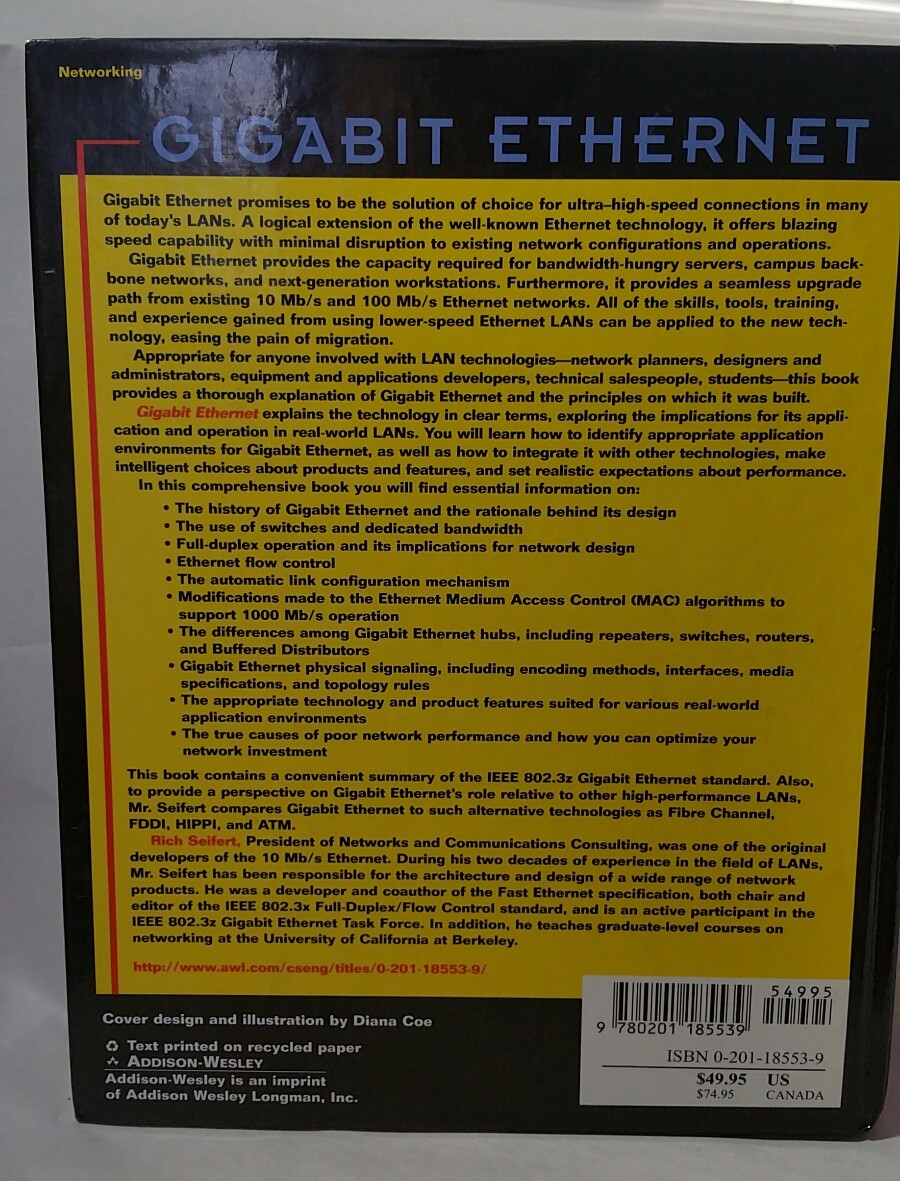 Networking
GIGABIT ETHERNET
Gigabit Ethernet promises to be the solution of choice for ultra–high-speed connections in many
of today's LANs. A logical extension of the well-known Ethernet technology, it offers blazing
speed capability with minimal disruption to existing network configurations and operations.
Gigabit Ethernet provides the capacity required for bandwidth-hungry servers, campus back-
bone networks, and next-generation workstations. Furthermore, it provides a seamless upgrade
path from existing 10 Mb/s and 100 Mb/s Ethernet networks. All of the skills, tools, training,
and experience gained from using lower-speed Ethernet LANs can be applied to the new tech-
nology, easing the pain of migration.
Appropriate for anyone involved with LAN technologies—network planners, designers and
administrators, equipment and applications developers, technical salespeople, students—this book
provides a thorough explanation of Gigabit Ethernet and the principles on which it was built.
Gigabit Ethernet explains the technology in clear terms, exploring the implications for its appli-
cation and operation in real-world LANs. You will learn how to identify appropriate application
environments for Gigabit Ethernet, as well as how to integrate it with other technologies, make
intelligent choices about products and features, and set realistic expectations about performance.
In this comprehensive book you will find essential information on:
• The history of Gigabit Ethernet and the rationale behind its design
• The use of switches and dedicated bandwidth
• Full-duplex operation and its implications for network design
• Ethernet flow control
• The automatic link configuration mechanism
• Modifications made to the Ethernet Medium Access Control (MAC) algorithms to
support 1000 Mb/s operation
• The differences among Gigabit Ethernet hubs, including repeaters, switches, routers,
and Buffered Distributors
• Gigabit Ethernet physical signaling, including encoding methods, interfaces, media
specifications, and topology rules
• The appropriate technology and product features suited for various real-world
application environments
• The true causes of poor network performance and how you can optimize your
network investment
This book contains a convenient summary of the IEEE 802.3z Gigabit Ethernet standard. Also,
to provide a perspective on Gigabit Ethernet's role relative to other high-performance LANs,
Mr. Seifert compares Gigabit Ethernet to such alternative technologies as Fibre Channel,
FDDI, HIPPI, and ATM.
Rich Seifert, President of Networks and Communications Consulting, was one of the original
developers of the 10 Mb/s Ethernet. During his two decades of experience in the field of LANs,
Mr. Seifert has been responsible for the architecture and design of a wide range of network
products. He was a developer and coauthor of the Fast Ethernet specification, both chair and
editor of the IEEE 802.3x Full-Duplex/Flow Control standard, and is an active participant in the
IEEE 802.3z Gigabit Ethernet Task Force. In addition, he teaches graduate-level courses on
networking at the University of California at Berkeley.
http://www.awl.com/cseng/titles/0-201-18553-9/
Cover design and illustration by Diana Coe
Text printed on recycled paper
ADDISON-WESLEY
Addison-Wesley is an imprint
of Addison Wesley Longman, Inc.
54995
9 780201 185539
ISBN 0-201-18553-9
$49.95 US
$74.95 CANADA